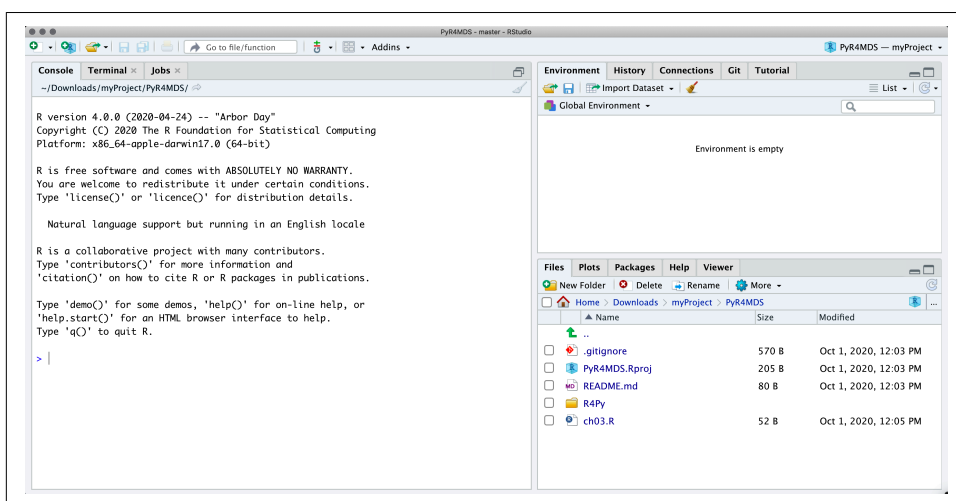 PyR4MDS - master - RStudio
Go to file/function Addins
PyR4MDS — myProject
Console Terminal Jobs
~/Downloads/myProject/PyR4MDS/
R version 4.0.0 (2020-04-24) -- "Arbor Day"
Copyright (C) 2020 The R Foundation for Statistical Computing
Platform: x86_64-apple-darwin17.0 (64-bit)
R is free software and comes with ABSOLUTELY NO WARRANTY.
You are welcome to redistribute it under certain conditions.
Type 'license()' or 'licence()' for distribution details.
Natural language support but running in an English locale
R is a collaborative project with many contributors.
Type 'contributors()' for more information and
'citation()' on how to cite R or R packages in publications.
Type 'demo()' for some demos, 'help()' for on-line help, or
'help.start()' for an HTML browser interface to help.
Type 'q()' to quit R.
>
Environment History Connections Git Tutorial
Import Dataset List
Global Environment
Environment is empty
Files Plots Packages Help Viewer
New Folder Delete Rename More
Home > Downloads > myProject > PyR4MDS ...
Name Size Modified
..
.gitignore 570 B Oct 1, 2020, 12:03 PM
PyR4MDS.Rproj 205 B Oct 1, 2020, 12:03 PM
MD README.md 80 B Oct 1, 2020, 12:03 PM
R4Py
ch03.R 52 B Oct 1, 2020, 12:05 PM